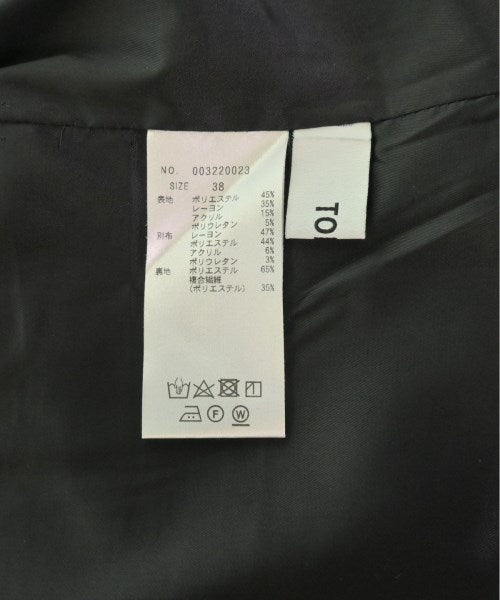 NO. 003220023
SIZE 38
表地 ポリエステル 45%
レーヨン 35%
アクリル 15%
ポリウレタン 5%
別布 レーヨン 47%
ポリエステル 44%
アクリル 6%
ポリウレタン 3%
裏地 ポリエステル 65%
複合繊維
(ポリエステル) 35%
F
W
TO